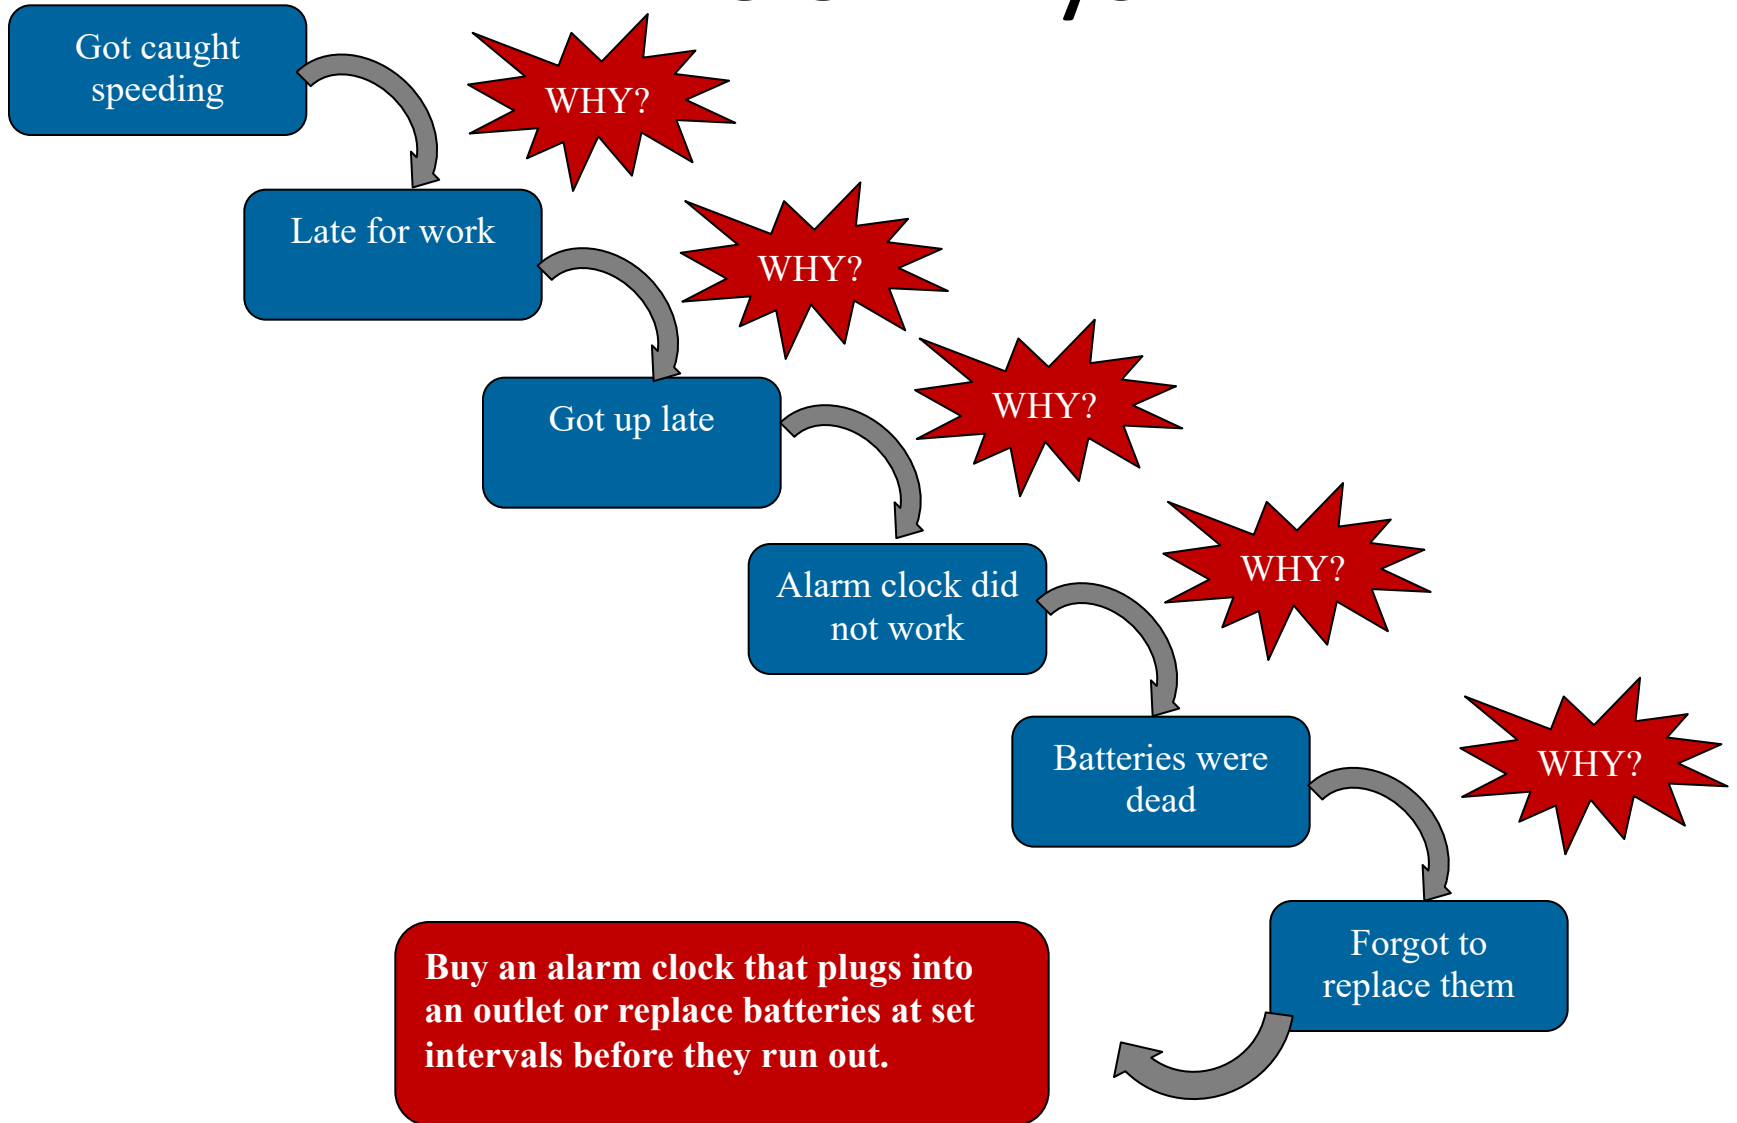 Got caught
speeding
WHY?
Late for work
WHY?
Got up late
WHY?
Alarm clock did
not work
WHY?
Batteries were
dead
WHY?
Forgot to
replace them
Buy an alarm clock that plugs into
an outlet or replace batteries at set
intervals before they run out.